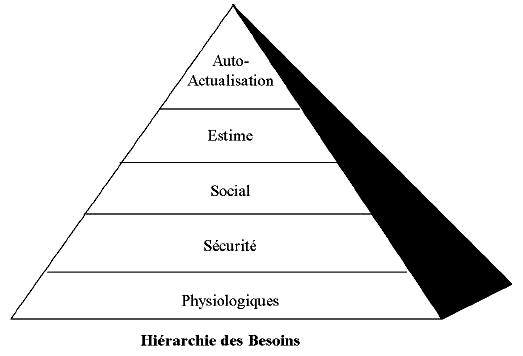 Auto-
Actualisation
Estime
Social
Sécurité
Physiologiques
Hiérarchie des Besoins